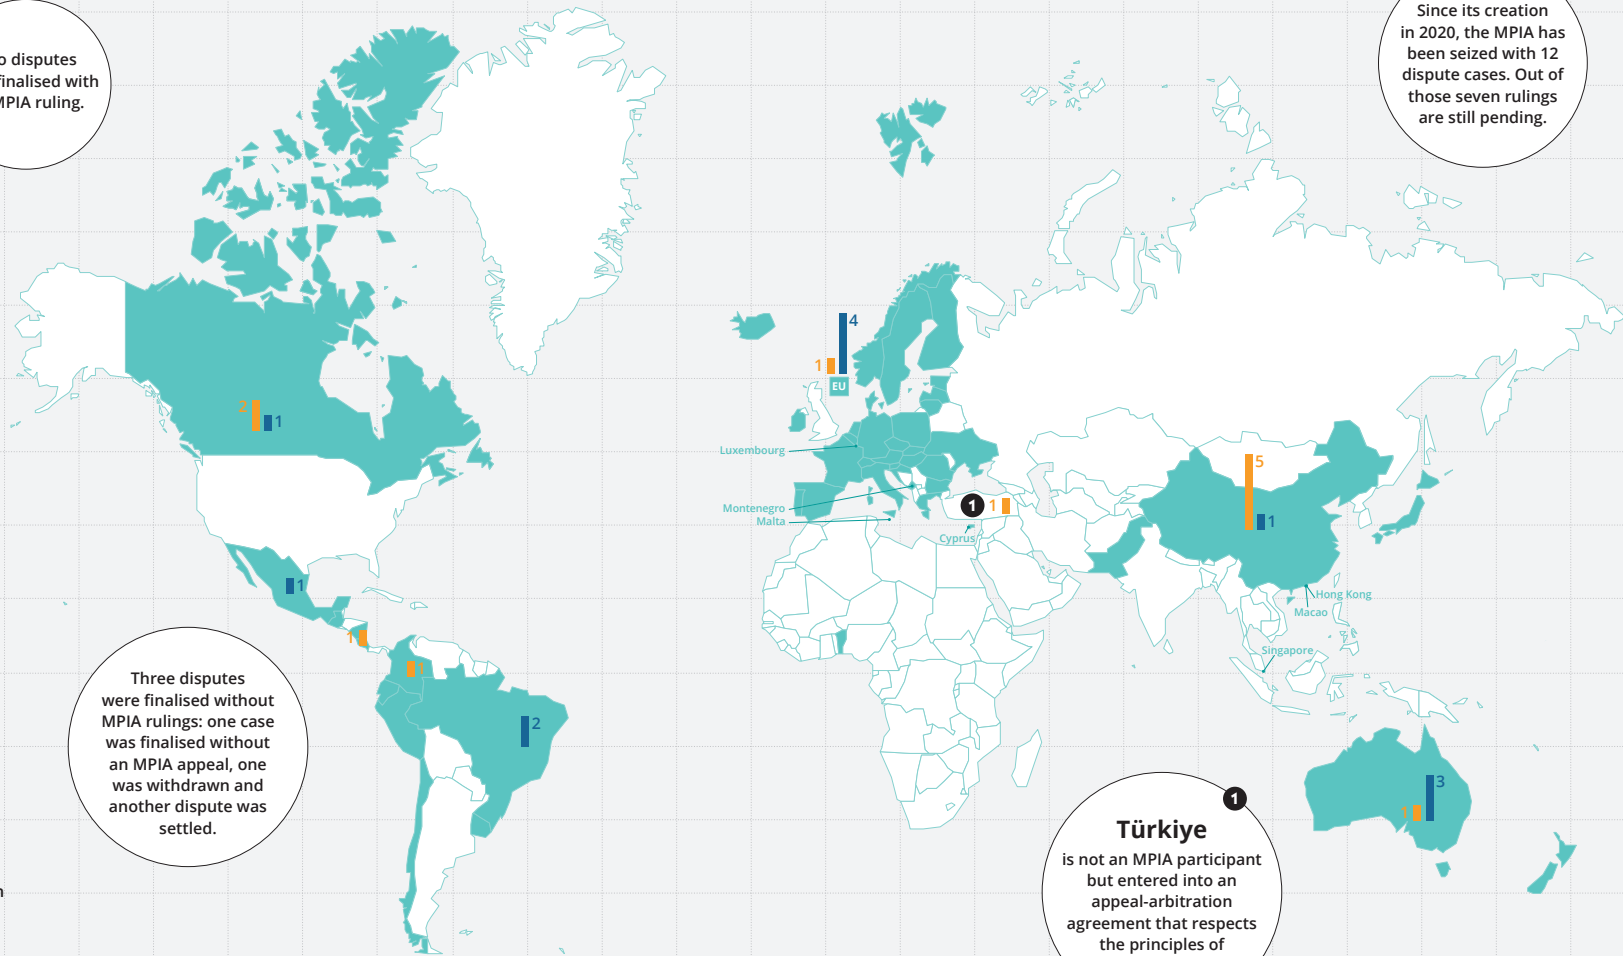 Since its creation
in 2020, the MPIA has
been seized with 12
dispute cases. Out of
those seven rulings
are still pending.
disputes
finalised with
MPIA ruling.
4
1
EU
2
1
Luxembourg
5
1
Montenegro
Malta
1
1
Cyprus
1
Hong Kong
Macao
1
Singapore
1
2
Three disputes
were finalised without
MPIA rulings: one case
was finalised without
an MPIA appeal, one
was withdrawn and
another dispute was
settled.
3
1
1
Türkiye
is not an MPIA participant
but entered into an
appeal-arbitration
agreement that respects
the principles of